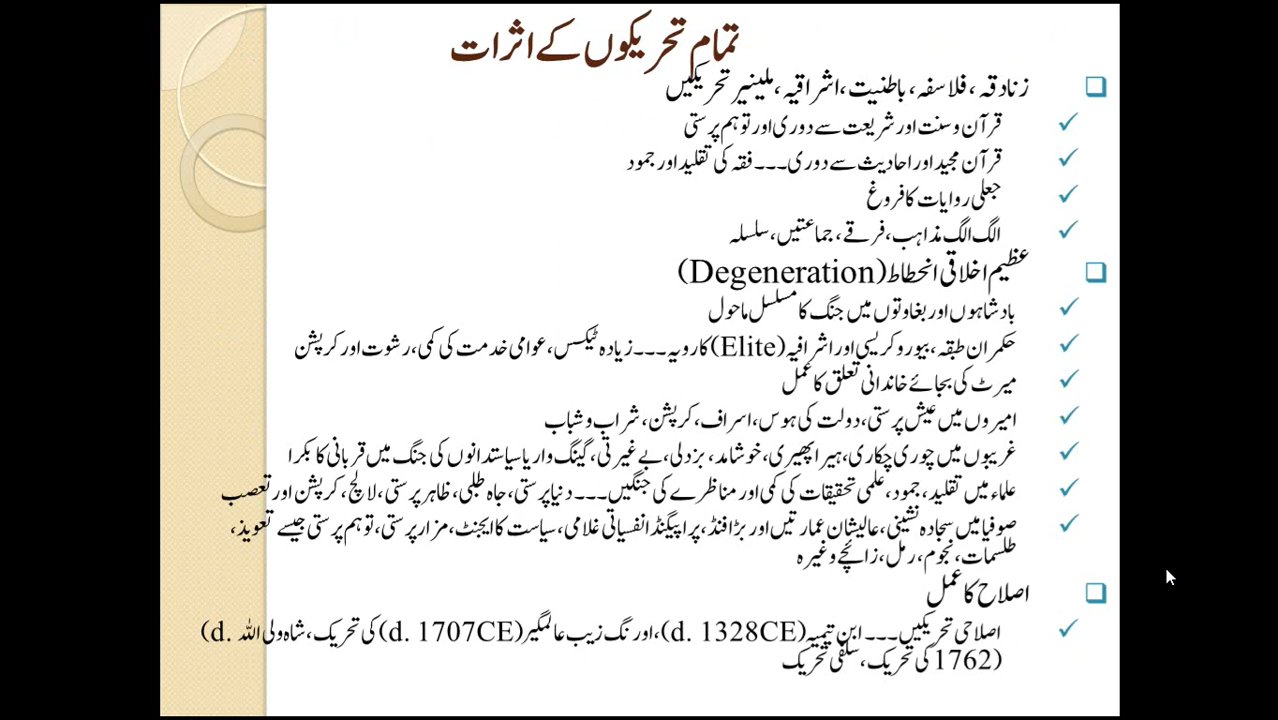 تمام تحریکوں کے اثرات
زنادقہ، فلاسفہ، باطنیت، اشراقیہ، ملینیر تحریکیں
قرآن و سنت اور شریعت سے دوری اور توہم پرستی
قرآن مجید اور احادیث سے دوری۔۔۔ فقہ کی تقلید اور جمود
جعلی روایات کا فروغ
الگ الگ مذاہب، فرقے، جماعتیں، سلسلہ
عظیم اخلاقی انحطاط (Degeneration)
بادشاہوں اور بغاوتوں میں جنگ کا مسلسل ماحول
حکمران طبقہ، بیوروکریسی اور اشرافیہ (Elite) کا رویہ۔۔۔ زیادہ ٹیکسس، عوامی خدمت کی کمی، رشوت اور کرپشن
میرٹ کی بجائے خاندانی تعلق کا عمل
امیروں میں عیش پرستی، دولت کی ہوس، اسراف، کرپشن، شراب و شباب
غریبوں میں چوری چکاری، ہیرا پھیری، خوشامد، بزدلی، بے غیرتی، گینگ وار یا سیاستدانوں کی جنگ میں قربانی کا بکرا
علماء میں تقلید، جمود، علمی تحقیقات کی کمی اور مناظرے کی جنگیں۔۔۔ دنیا پرستی، جاہ طلبی، ظاہر پرستی، لالچ، کرپشن اور تعصب
صوفیا میں سجادہ نشینی، عالیشان عمارتیں اور بڑا فنڈ، پراپیگنڈا نفسیاتی غلامی، سیاست کا ایجنٹ، مزار پرستی، توہم پرستی جیسے تعویذ،
طلسمات، نجوم، رمل، زائچے وغیرہ
اصلاح کا عمل
اصلاحی تحریکیں۔۔۔ ابن تیمیہ (d. 1328CE)، اورنگ زیب عالمگیر (d. 1707CE) کی تحریک، شاہ ولی اللہ (d.
1762) کی تحریک، سلفی تحریک